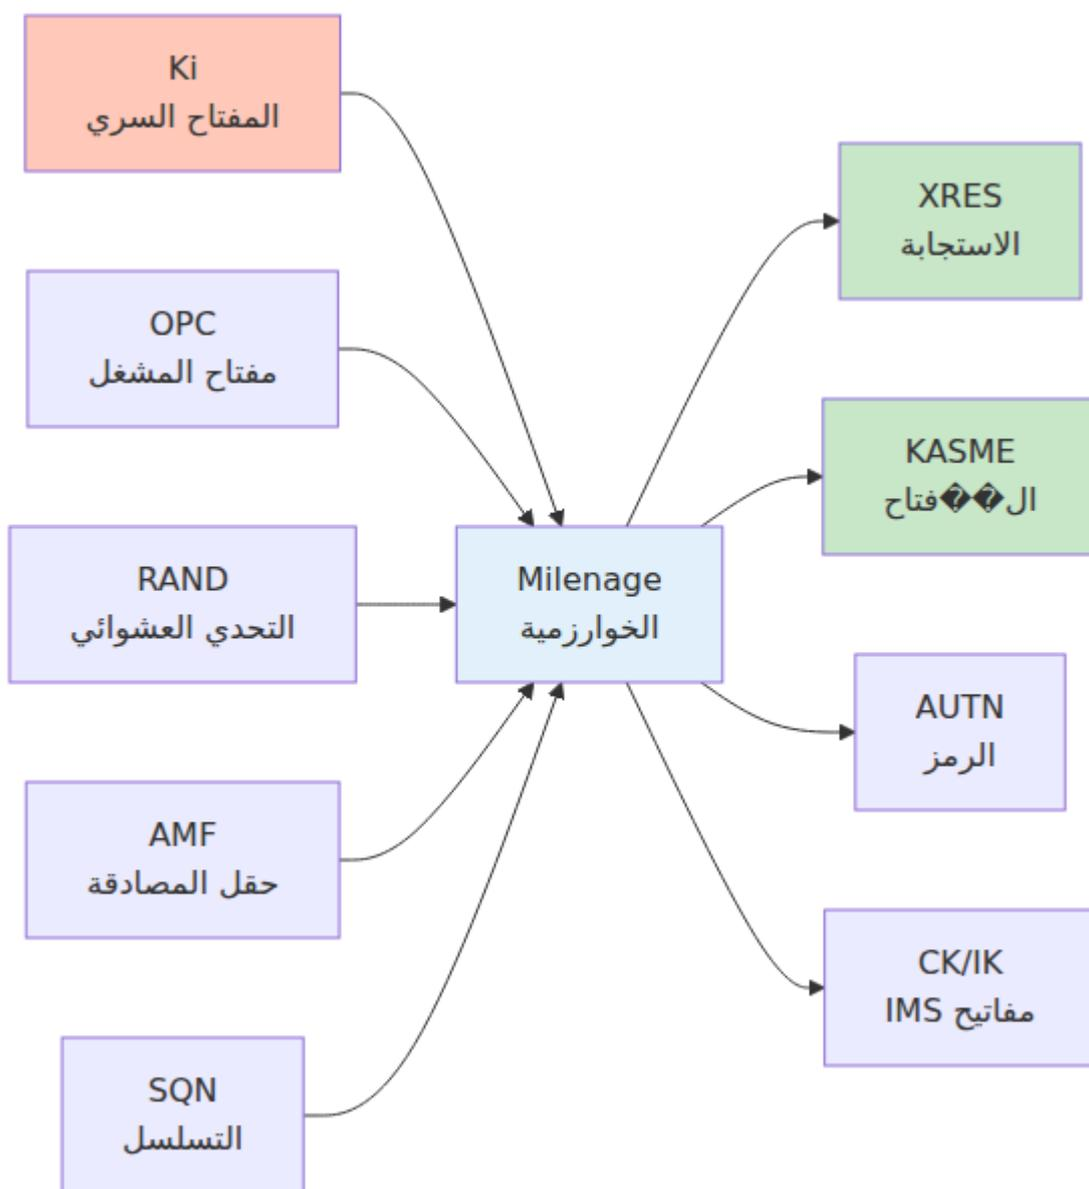 Ki
المفتاح السري
OPC
مفتاح المشغل
RAND
التحدي العشوائي
AMF
حقل المصادقة
SQN
التسلسل
Milenage
الخوارزمية
XRES
الاستجابة
KASME
ال��فتاح
AUTN
الرمز
CK/IK
مفاتيح IMS